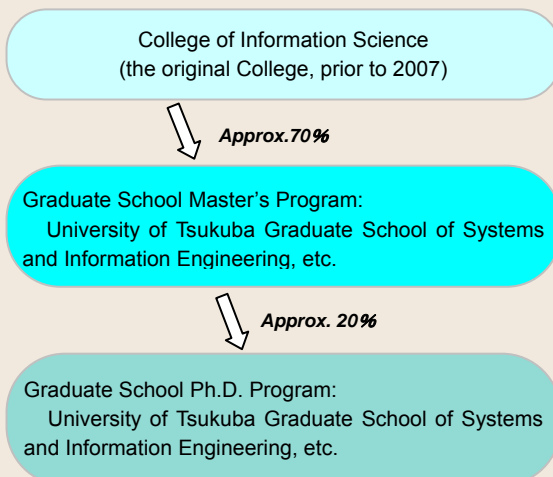 College of Information Science
(the original College, prior to 2007)
Approx.70%
Graduate School Master's Program:
University of Tsukuba Graduate School of Systems
and Information Engineering, etc.
Approx. 20%
Graduate School Ph.D. Program:
University of Tsukuba Graduate School of Systems
and Information Engineering, etc.